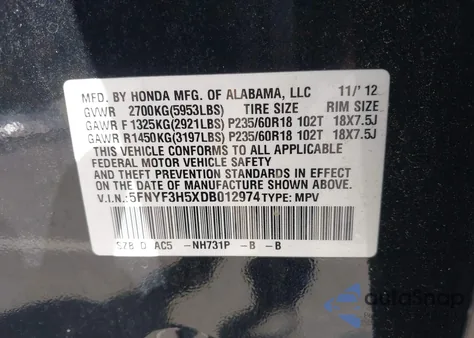 MFD. BY HONDA MFG. OF ALABAMA, LLC 11/'12
GVWR 2700KG(5953LBS) TIRE SIZE RIM SIZE
GAWR F 1325KG(2921LBS) P235/60R18 102T 18X7.5J
GAWR R1450KG(3197LBS) P235/60R18 102T 18X7.5J
THIS VEHICLE CONFORMS TO ALL APPLICABLE
FEDERAL MOTOR VEHICLE SAFETY
AND THEFT PREVENTION STANDARDS IN EFFECT
ON THE DATE OF MANUFACTURE SHOWN ABOVE.
V.I.N.: 5FNYF3H5XDB012974 TYPE: MPV
AC5 -NH731P -B -B
autoSnap